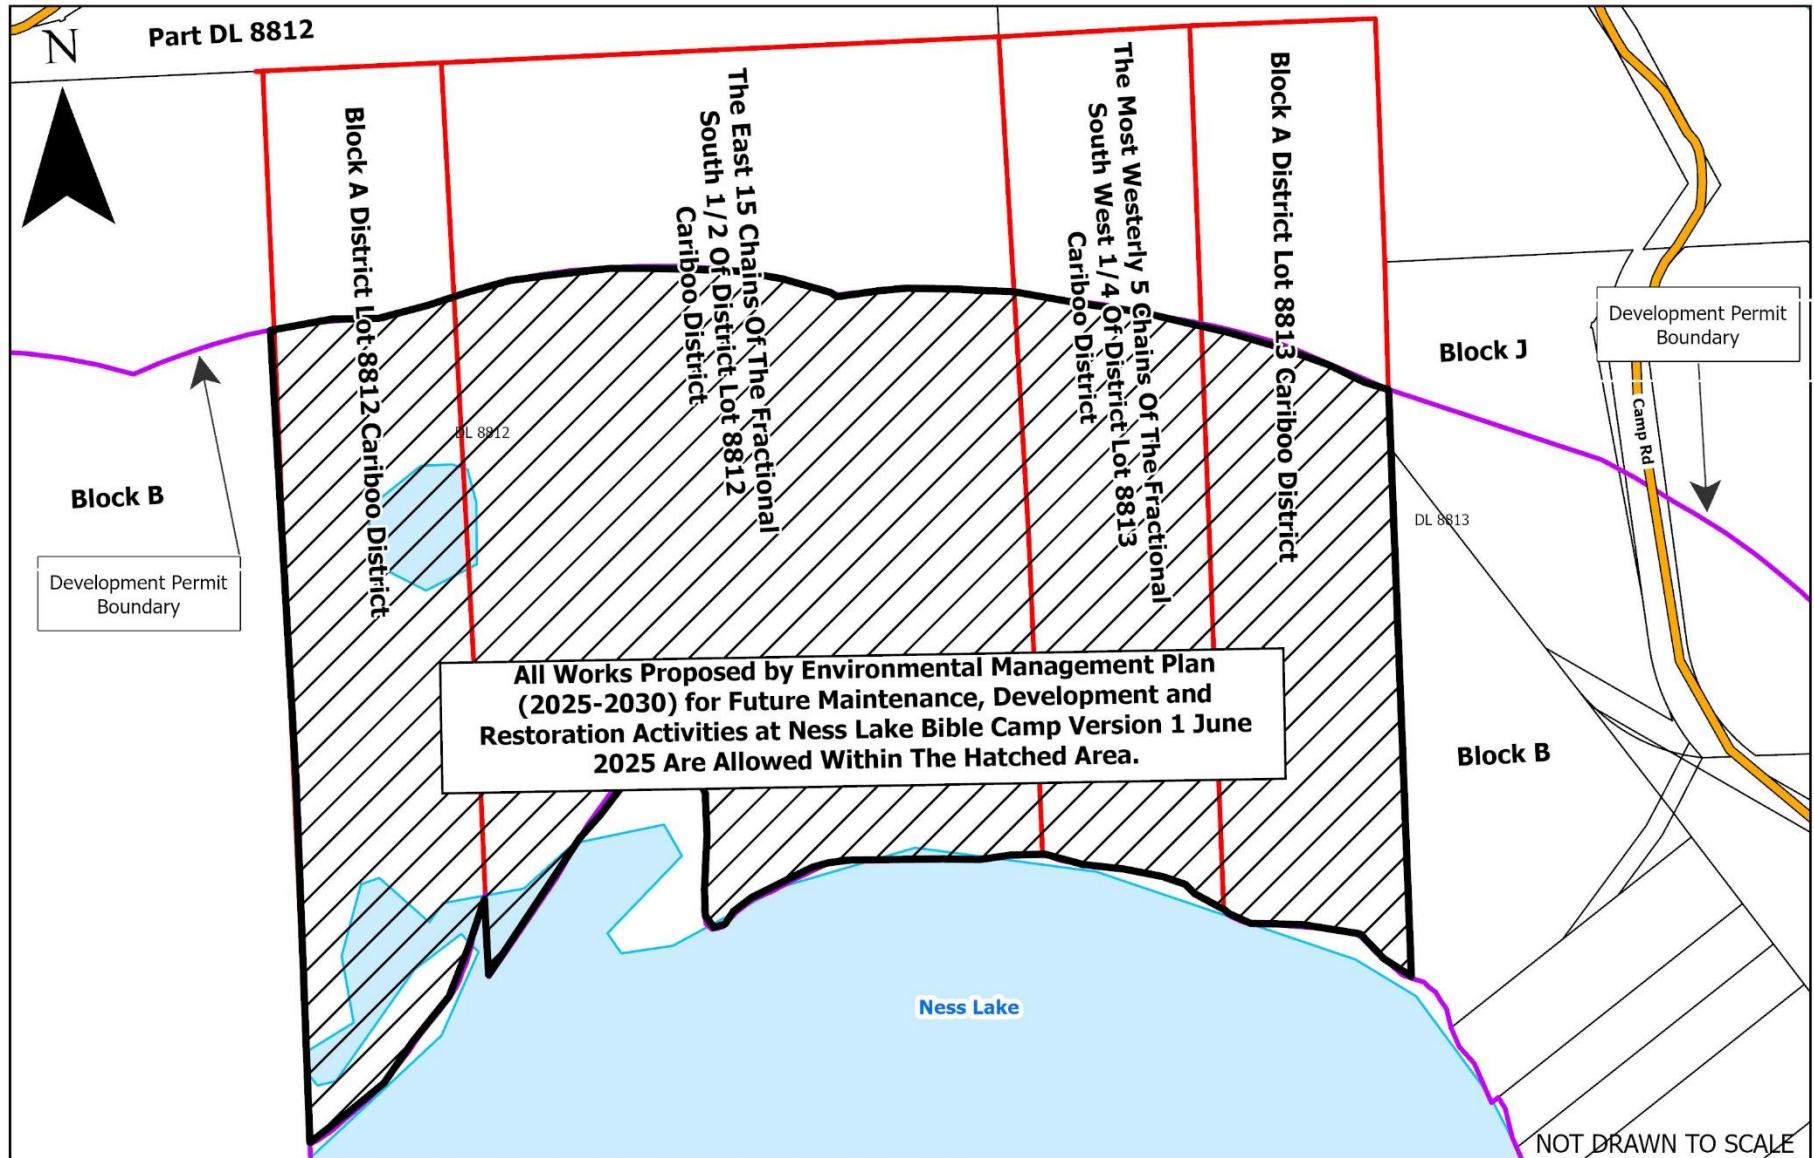 N
Part DL 8812
Block A District Lot 8812 Cariboo District
The East 15 Chains Of The Fractional
South 1/2 Of District Lot 8812
Cariboo District
The Most Westerly 5 Chains Of The Fractional
South West 1/4 Of District Lot 8813
Cariboo District
Block A District Lot 8813 Cariboo District
Development Permit
Boundary
Block J
Camp Rd
DL 8812
Block B
DL 8813
Development Permit
Boundary
All Works Proposed by Environmental Management Plan
(2025-2030) for Future Maintenance, Development and
Restoration Activities at Ness Lake Bible Camp Version 1 June
2025 Are Allowed Within The Hatched Area.
Block B
Ness Lake
NOT DRAWN TO SCALE